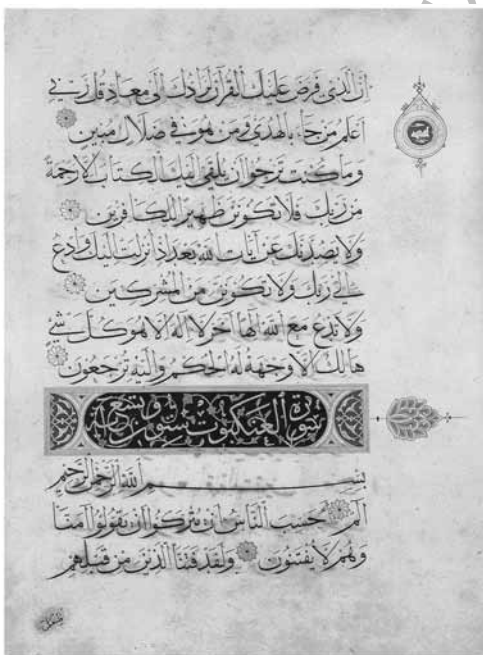 إن الذي فرض عليك القرآن لرادك إلى معاد قل ربي
أعلم من جاء بالهدى ومن هو في ضلال مبين
وما كنت ترجوا أن يلقى إليك الكتاب إلا رحمة
من ربك فلا تكونن ظهيرا للكافرين
ولا يصدنك عن آيات الله بعد إذ أنزلت إليك وادع
إلى ربك ولا تكونن من المشركين
ولا تدع مع الله إلها آخر لا إله إلا هو كل شيء
هالك إلا وجهه له الحكم وإليه ترجعون
سورة العنكبوت ستون وتسع آية
بسم الله الرحمن الرحيم
الم أحسب الناس أن يتركوا أن يقولوا آمنا
وهم لا يفتنون ولقد فتنا الذين من قبلهم